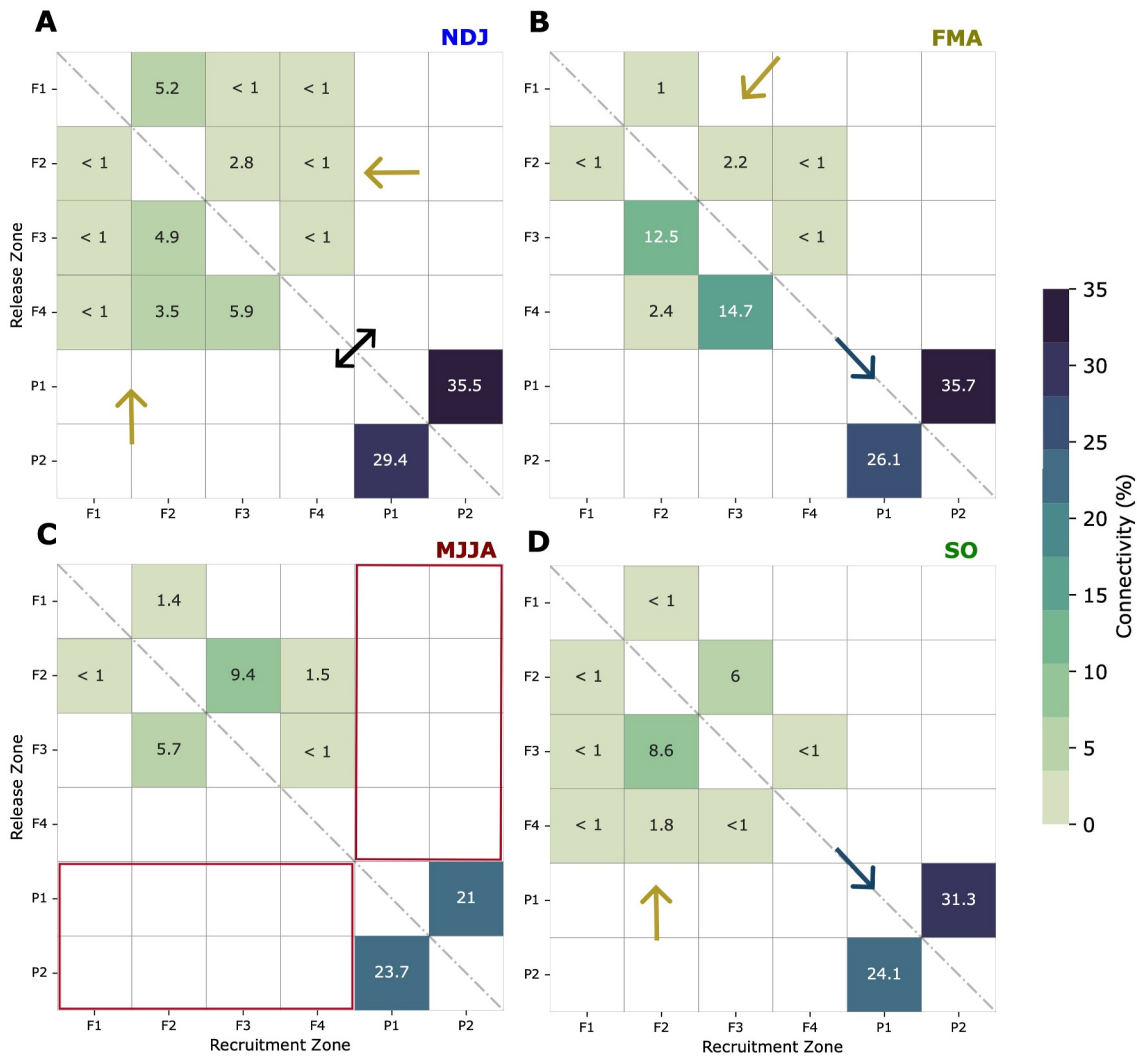 A
NDJ
F1
5.2
< 1
< 1
F2
< 1
2.8
< 1
F3
< 1
4.9
< 1
F4
< 1
3.5
5.9
P1
35.5
P2
29.4
F1 F2 F3 F4 P1 P2
Release Zone
B
FMA
F1
1
F2
< 1
2.2
< 1
F3
12.5
< 1
F4
2.4
14.7
P1
35.7
P2
26.1
F1 F2 F3 F4 P1 P2
C
MJJA
F1
1.4
F2
< 1
9.4
1.5
F3
5.7
< 1
F4
P1
21
P2
23.7
F1 F2 F3 F4 P1 P2
Release Zone
Recruitment Zone
D
SO
F1
< 1
F2
< 1
6
F3
< 1
8.6
<1
F4
< 1
1.8
<1
P1
31.3
P2
24.1
F1 F2 F3 F4 P1 P2
Recruitment Zone
35
30
25
20
15
10
5
0
Connectivity (%)